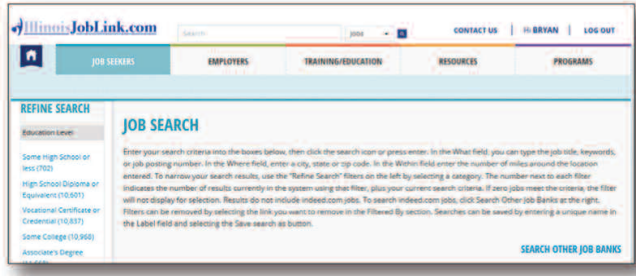 IllinoisJobLink.com
Search
Jobs
CONTACT US
Hi BRYAN
LOG OUT
JOB SEEKERS
EMPLOYERS
TRAINING/EDUCATION
RESOURCES
PROGRAMS
REFINE SEARCH
Education Level
Some High School or
less (702)
High School Diploma or
Equivalent (10,601)
Vocational Certificate or
Credential (10,837)
Some College (10,968)
Associate's Degree
JOB SEARCH
Enter your search criteria into the boxes below, then click the search icon or press enter. In the What field, you can type the job title, keywords,
or job posting number. In the Where field, enter a city, state or zip code. In the Within field enter the number of miles around the location
entered. To narrow your search results, use the "Refine Search" filters on the left by selecting a category. The number next to each filter
indicates the number of results currently in the system using that filter, plus your current search criteria. If zero jobs meet the criteria, the filter
will not display for selection. Results do not include indeed.com jobs. To search indeed.com jobs, click Search Other Job Banks at the right.
Filters can be removed by selecting the link you want to remove in the Filtered By section. Searches can be saved by entering a unique name in
the Label field and selecting the Save search as button.
SEARCH OTHER JOB BANKS